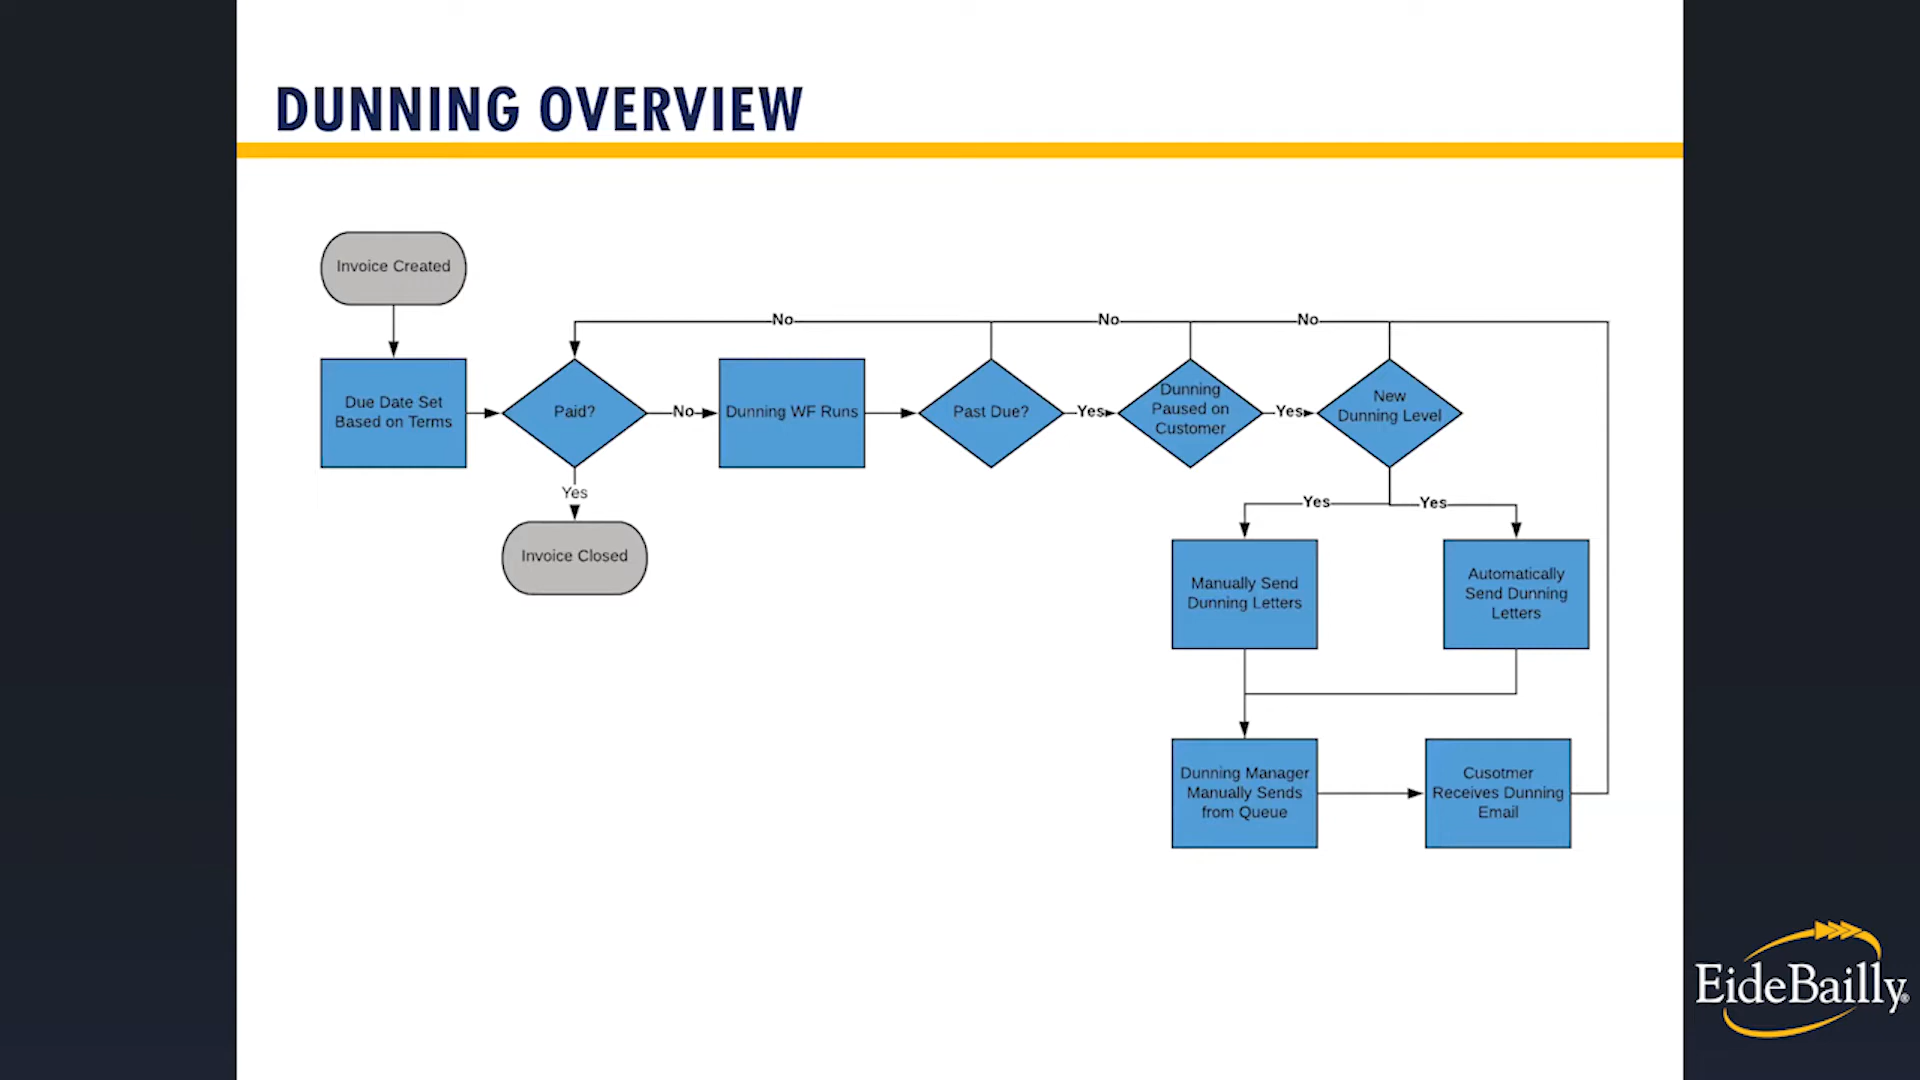 DUNNING OVERVIEW
Invoice Created
No
No
No
Due Date Set
Based on Terms
Paid?
No
Dunning WF Runs
Past Due?
Yes
Dunning
Paused on
Customer
Yes
New
Dunning Level
Yes
Invoice Closed
Yes
Yes
Manually Send
Dunning Letters
Automatically
Send Dunning
Letters
Dunning Manager
Manually Sends
from Queue
Cusotmer
Receives Dunning
Email
EideBailly®